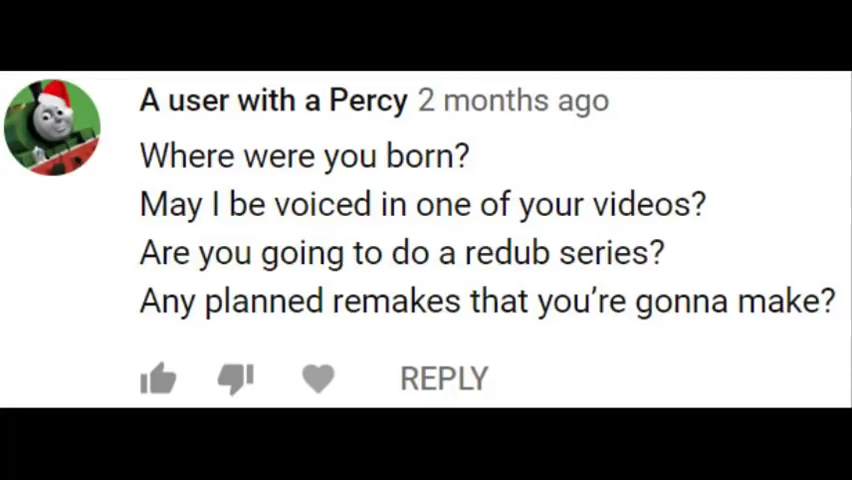 A user with a Percy 2 months ago
Where were you born?
May I be voiced in one of your videos?
Are you going to do a redub series?
Any planned remakes that you’re gonna make?
REPLY